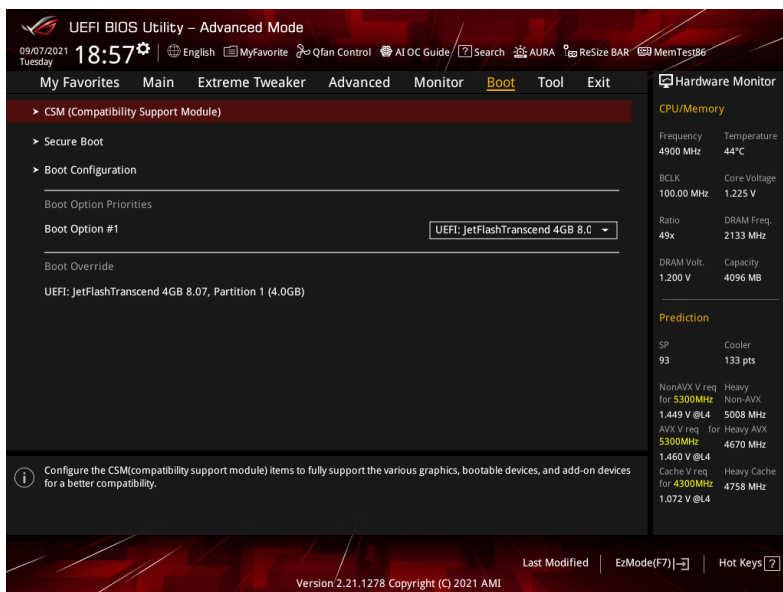 UEFI BIOS Utility – Advanced Mode
09/07/2021 Tuesday 18:57 English MyFavorite Qfan Control AI OC Guide ? Search AURA ReSize BAR MemTest86
My Favorites Main Extreme Tweaker Advanced Monitor Boot Tool Exit
CSM (Compatibility Support Module)
Secure Boot
Boot Configuration
Boot Option Priorities
Boot Option #1 UEFI: JetFlashTranscend 4GB 8.0
Boot Override
UEFI: JetFlashTranscend 4GB 8.07, Partition 1 (4.0GB)
Configure the CSM(compatibility support module) items to fully support the various graphics, bootable devices, and add-on devices
for a better compatibility.
Hardware Monitor
CPU/Memory
Frequency Temperature
4900 MHz 44°C
BCLK Core Voltage
100.00 MHz 1.225 V
Ratio DRAM Freq.
49x 2133 MHz
DRAM Volt. Capacity
1.200 V 4096 MB
Prediction
SP Cooler
93 133 pts
NonAVX V req Heavy
for 5300MHz Non-AVX
1.449 V @L4 5008 MHz
AVX V req for Heavy AVX
5300MHz 4670 MHz
1.460 V @L4
Cache V req Heavy Cache
for 4300MHz 4758 MHz
1.072 V @L4
Last Modified EzMode(F7) Hot Keys ?
Version 2.21.1278 Copyright (C) 2021 AMI